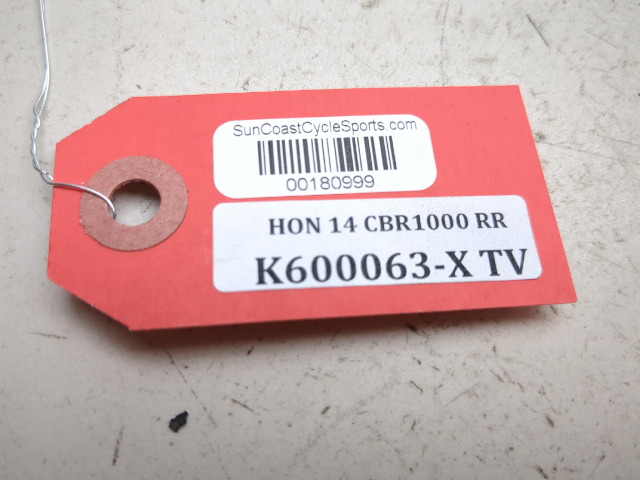 SunCoastCycleSports.com
00180999
HON 14 CBR1000 RR
K600063-X TV